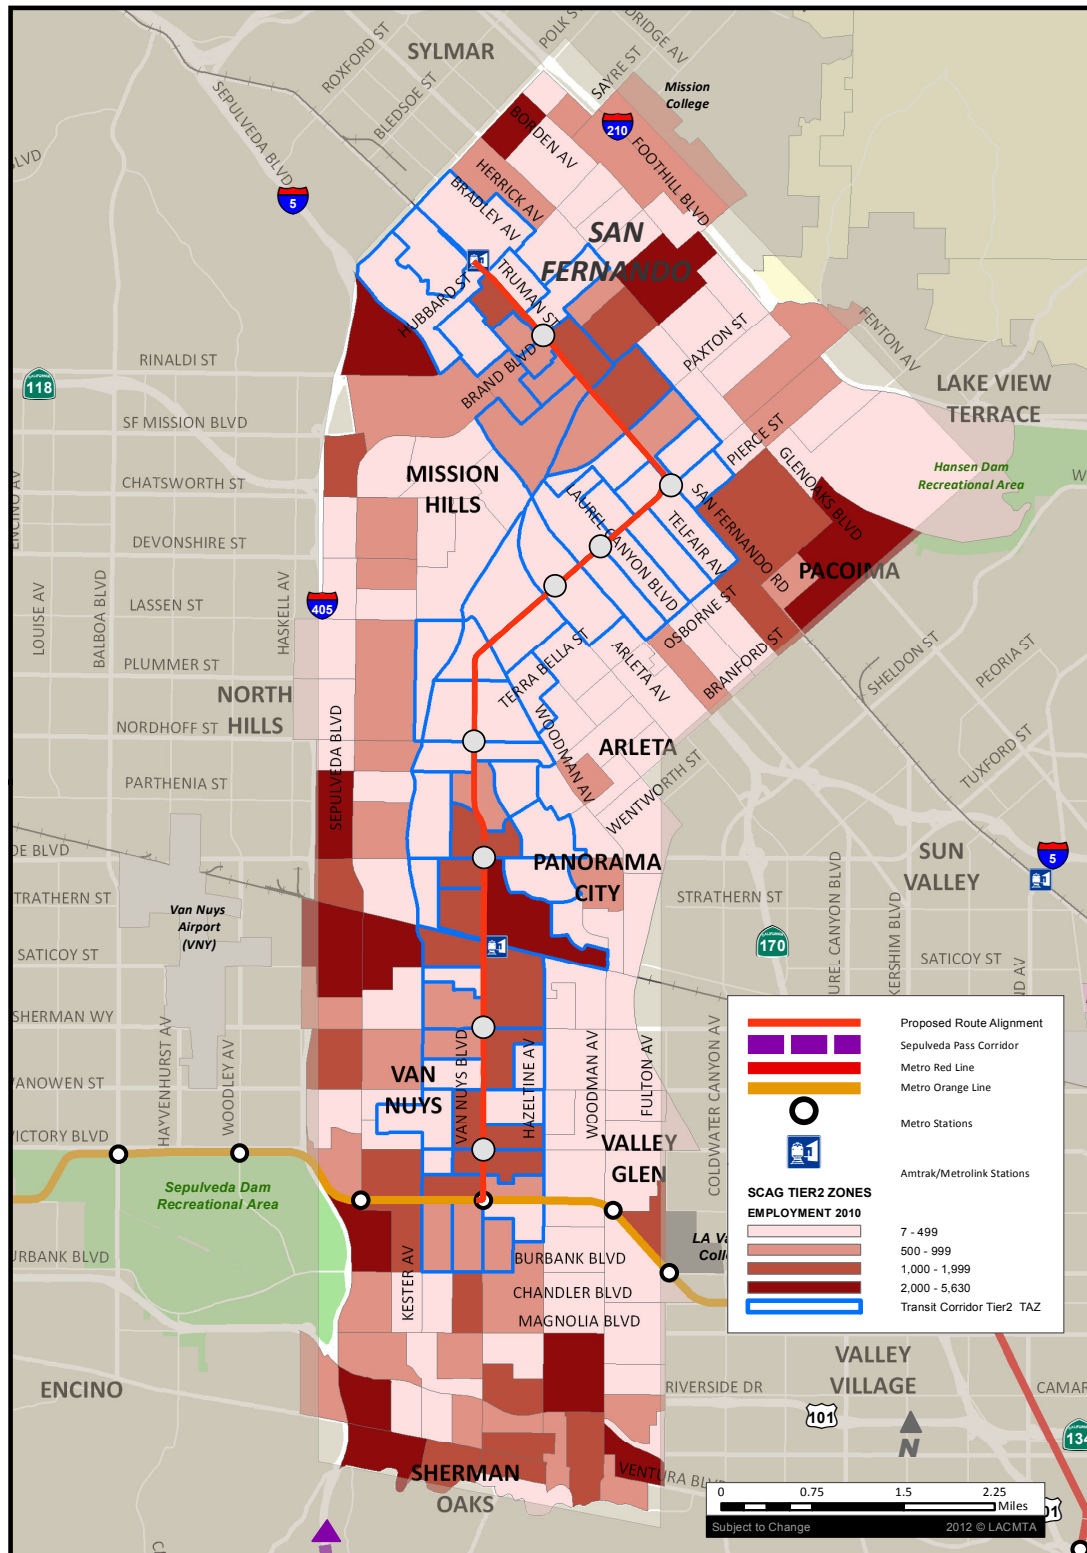 SYLMAR
POLK ST
ROXFORD ST
SAYRE ST
BLEDSOE ST
SEPULVEDA BLVD
Mission
College
210
5
BORDEN AV
FOOTHILL BLVD
HERRICK AV
BRADLEY AV
SAN
FERNANDO
TRUMAN ST
HUBBARD ST
RINALDI ST
118
BRAND BLVD
PAXTON ST
FENTON AV
LAKE VIEW
TERRACE
SF MISSION BLVD
PIERCE ST
GLENOAKS BLVD
MISSION
HILLS
CHATSWORTH ST
Hansen Dam
Recreational Area
LAUREL CANYON BLVD
SAN FERNANDO RD
TELFAIR AV
DEVONSHIRE ST
PACOIMA
LOUISE AV
BALBOA BLVD
HASKELL AV
LASSEN ST
405
OSBORNE ST
BRANFORD ST
TERRA BELLA ST
ARLETA AV
SHELDON ST
PEORIA ST
PLUMMER ST
NORTH
HILLS
NORDHOFF ST
SEPULVEDA BLVD
WOODMAN AV
ARLETA
WENTWORTH ST
TUXFORD ST
PARTHENIA ST
PANORAMA
CITY
SUN
VALLEY
5
STRATHERN ST
Van Nuys
Airport
(VNY)
170
SATICOY ST
SATICOY ST
SHERMAN WY
HAYVENHURST AV
WOODLEY AV
VAN
NUYS
VAN NUYS BLVD
HAZELTINE AV
WOODMAN AV
FULTON AV
COLDWATER CANYON AV
VICTORY BLVD
VALLEY
GLEN
Sepulveda Dam
Recreational Area
KESTER AV
BURBANK BLVD
CHANDLER BLVD
MAGNOLIA BLVD
Proposed Route Alignment
Sepulveda Pass Corridor
Metro Red Line
Metro Orange Line
Metro Stations
Amtrak/Metrolink Stations
SCAG TIER2 ZONES
EMPLOYMENT 2010
7 - 499
500 - 999
1,000 - 1,999
2,000 - 5,630
Transit Corridor Tier2 TAZ
VALLEY
VILLAGE
ENCINO
RIVERSIDE DR
101
134
N
SHERMAN
OAKS
0 0.75 1.5 2.25
Miles
Subject to Change 2012 © LACMTA